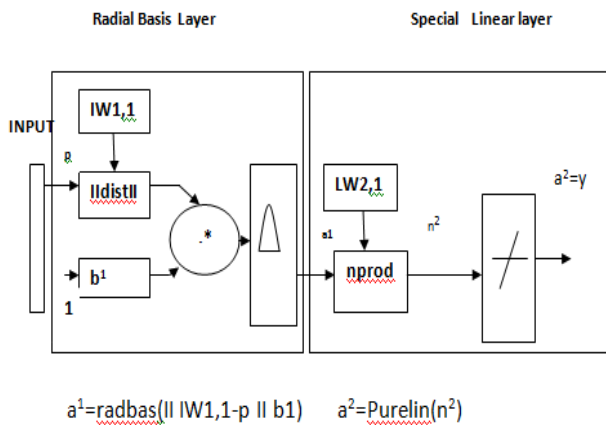 Radial Basis Layer
Special Linear layer
INPUT
IW1,1
p
IIdistII
.*
b¹
1
LW2,1
a1
nprod
n²
a²=y
a¹=radbas(II IW1,1-p II b1)
a²=Purelin(n²)